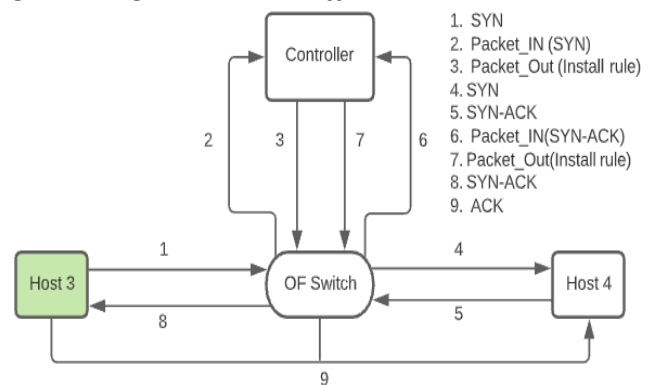 Controller
1. SYN
2. Packet_IN (SYN)
3. Packet_Out (Install rule)
4. SYN
5. SYN-ACK
6. Packet_IN(SYN-ACK)
7. Packet_Out(Install rule)
8. SYN-ACK
9. ACK
2
3
7
6
Host 3
1
8
OF Switch
4
5
Host 4
9